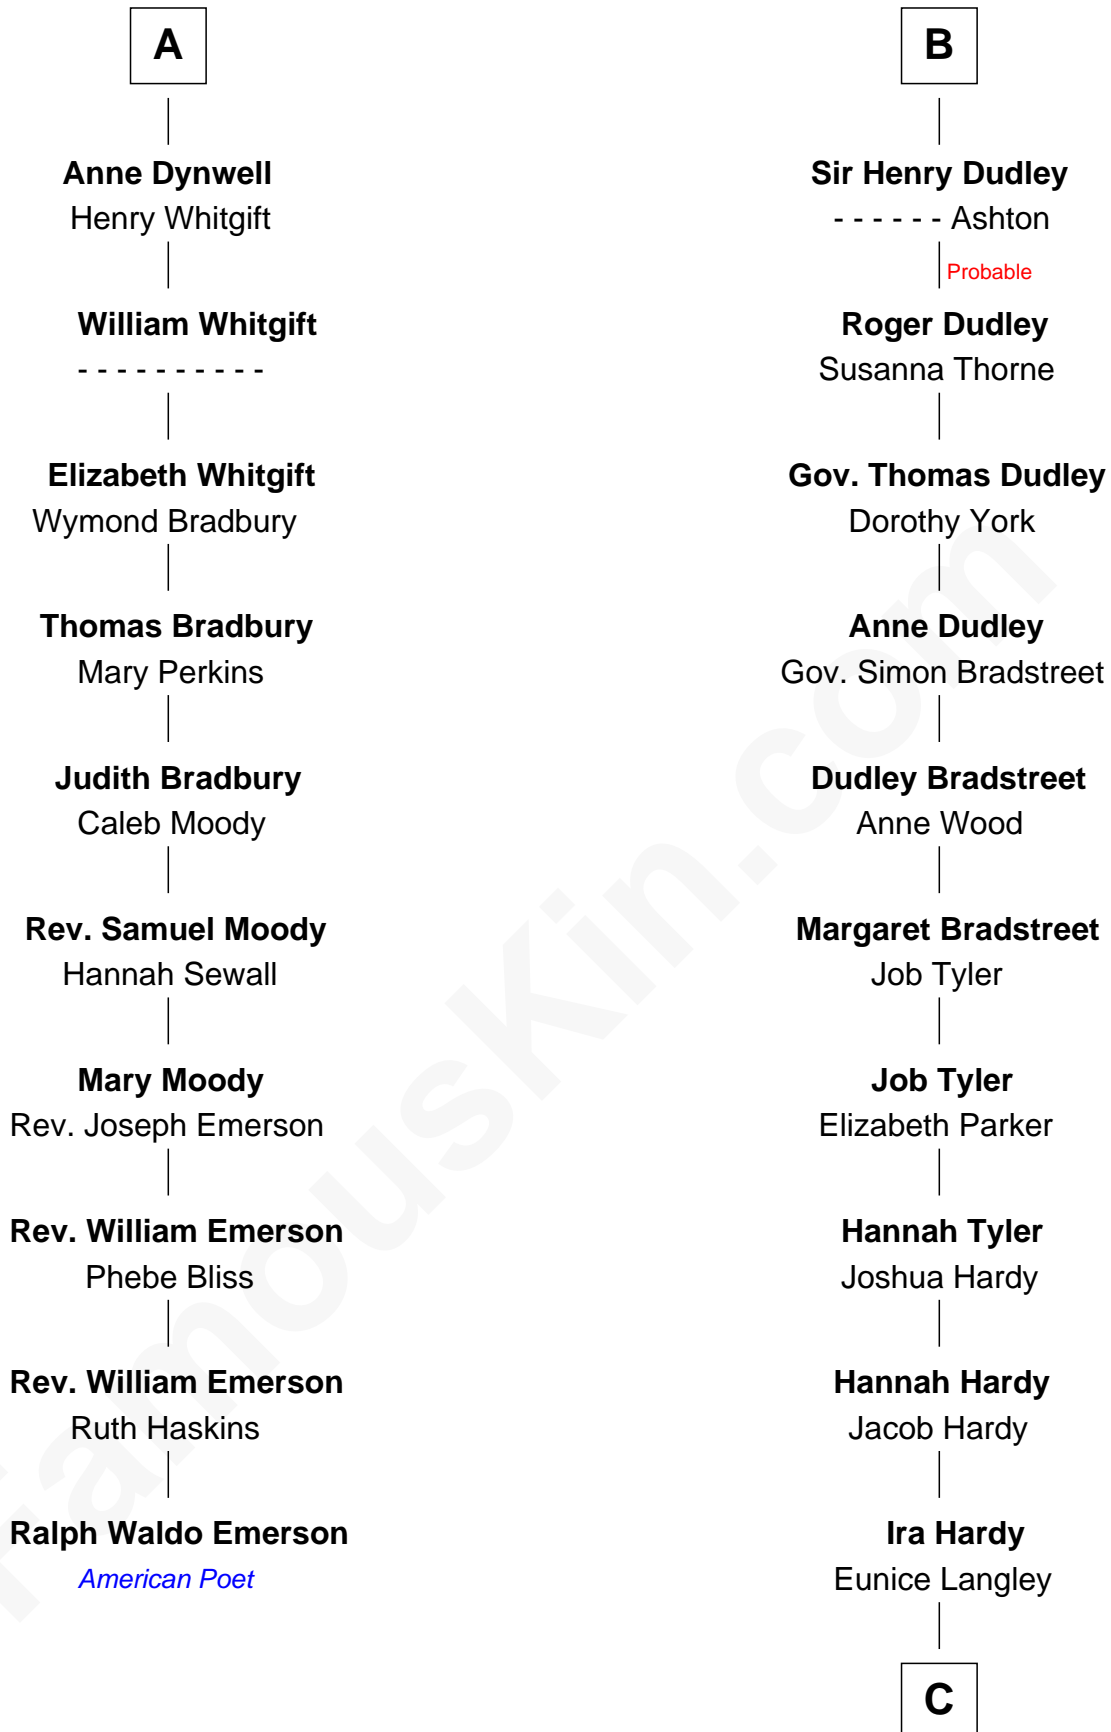 A
Anne Dynwell
Henry Whitgift
William Whitgift
- - - - - - - - - -
Elizabeth Whitgift
Wymond Bradbury
Thomas Bradbury
Mary Perkins
Judith Bradbury
Caleb Moody
Rev. Samuel Moody
Hannah Sewall
Mary Moody
Rev. Joseph Emerson
Rev. William Emerson
Phebe Bliss
Rev. William Emerson
Ruth Haskins
Ralph Waldo Emerson
American Poet
B
Sir Henry Dudley
- - - - - - Ashton
Probable
Roger Dudley
Susanna Thorne
Gov. Thomas Dudley
Dorothy York
Anne Dudley
Gov. Simon Bradstreet
Dudley Bradstreet
Anne Wood
Margaret Bradstreet
Job Tyler
Job Tyler
Elizabeth Parker
Hannah Tyler
Joshua Hardy
Hannah Hardy
Jacob Hardy
Ira Hardy
Eunice Langley
C
FamousKin.com